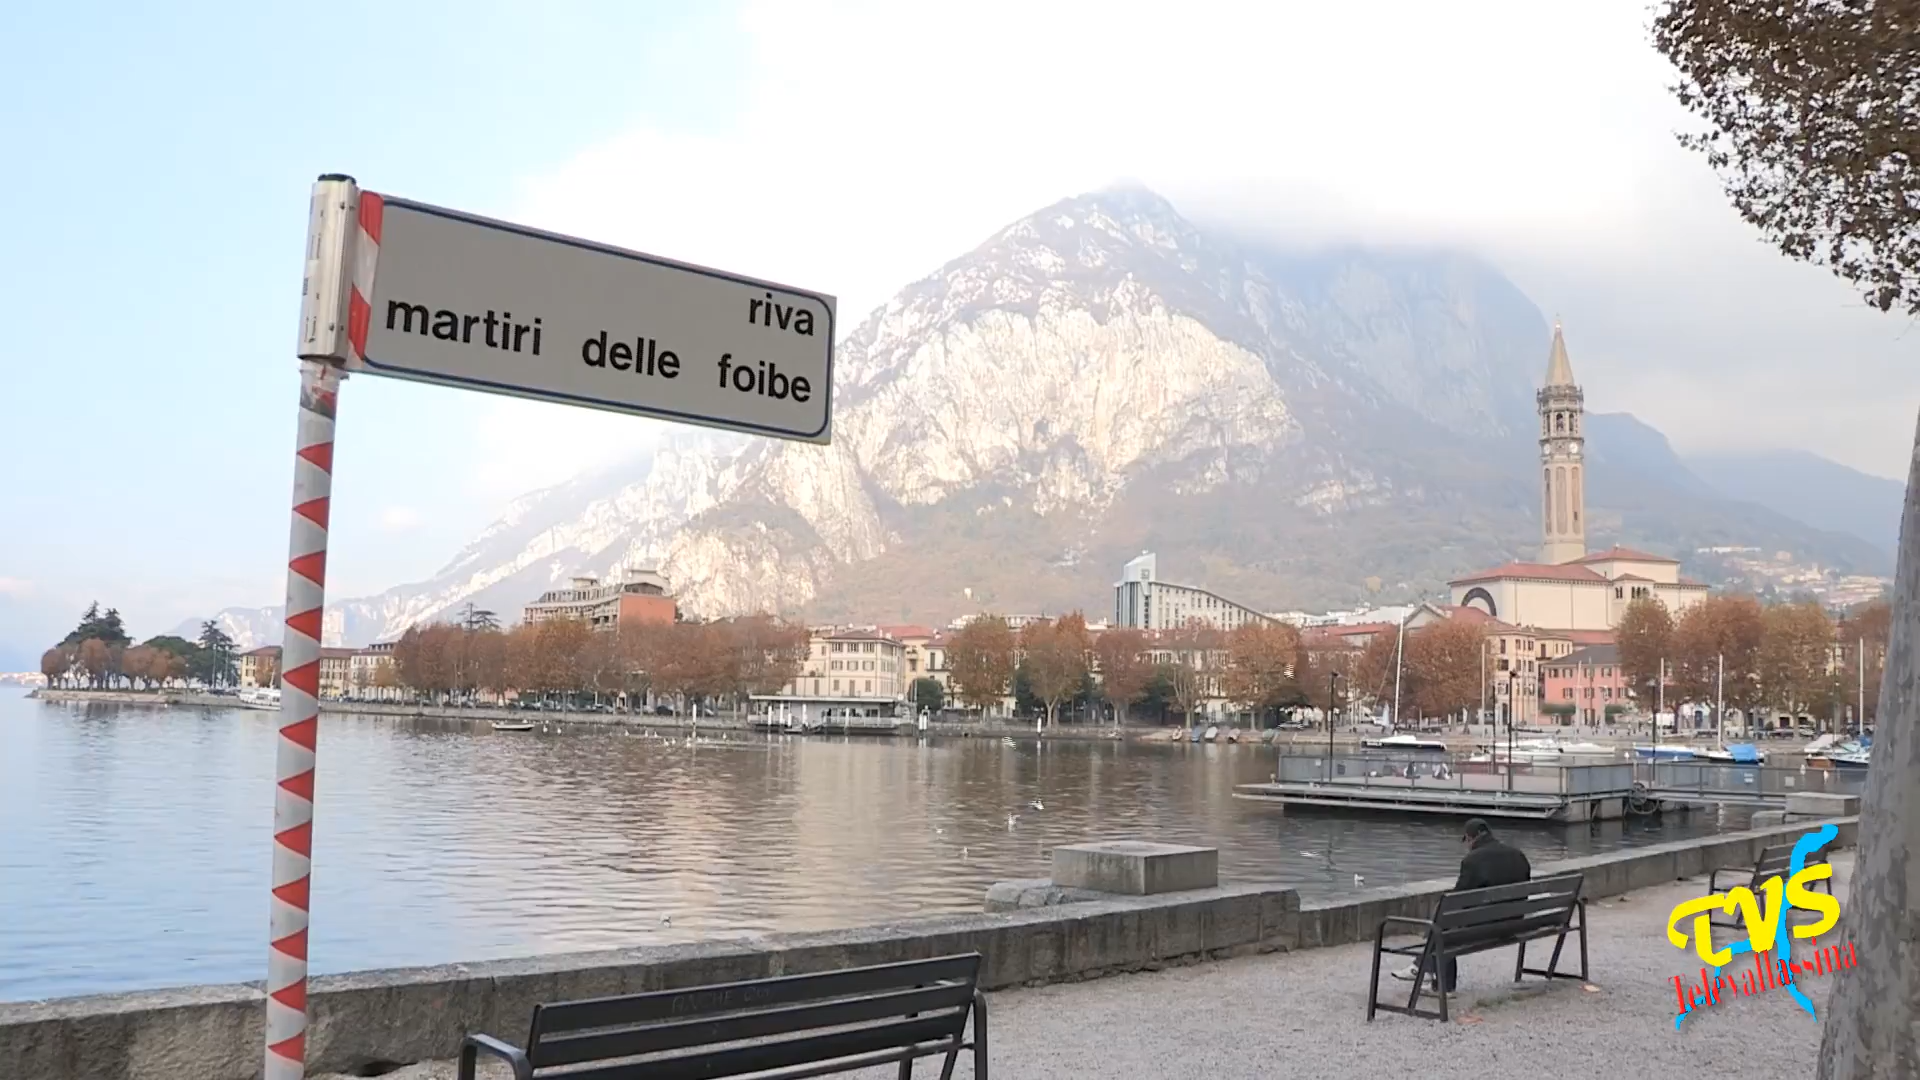 riva
martiri delle foibe
TVS
Televallassina